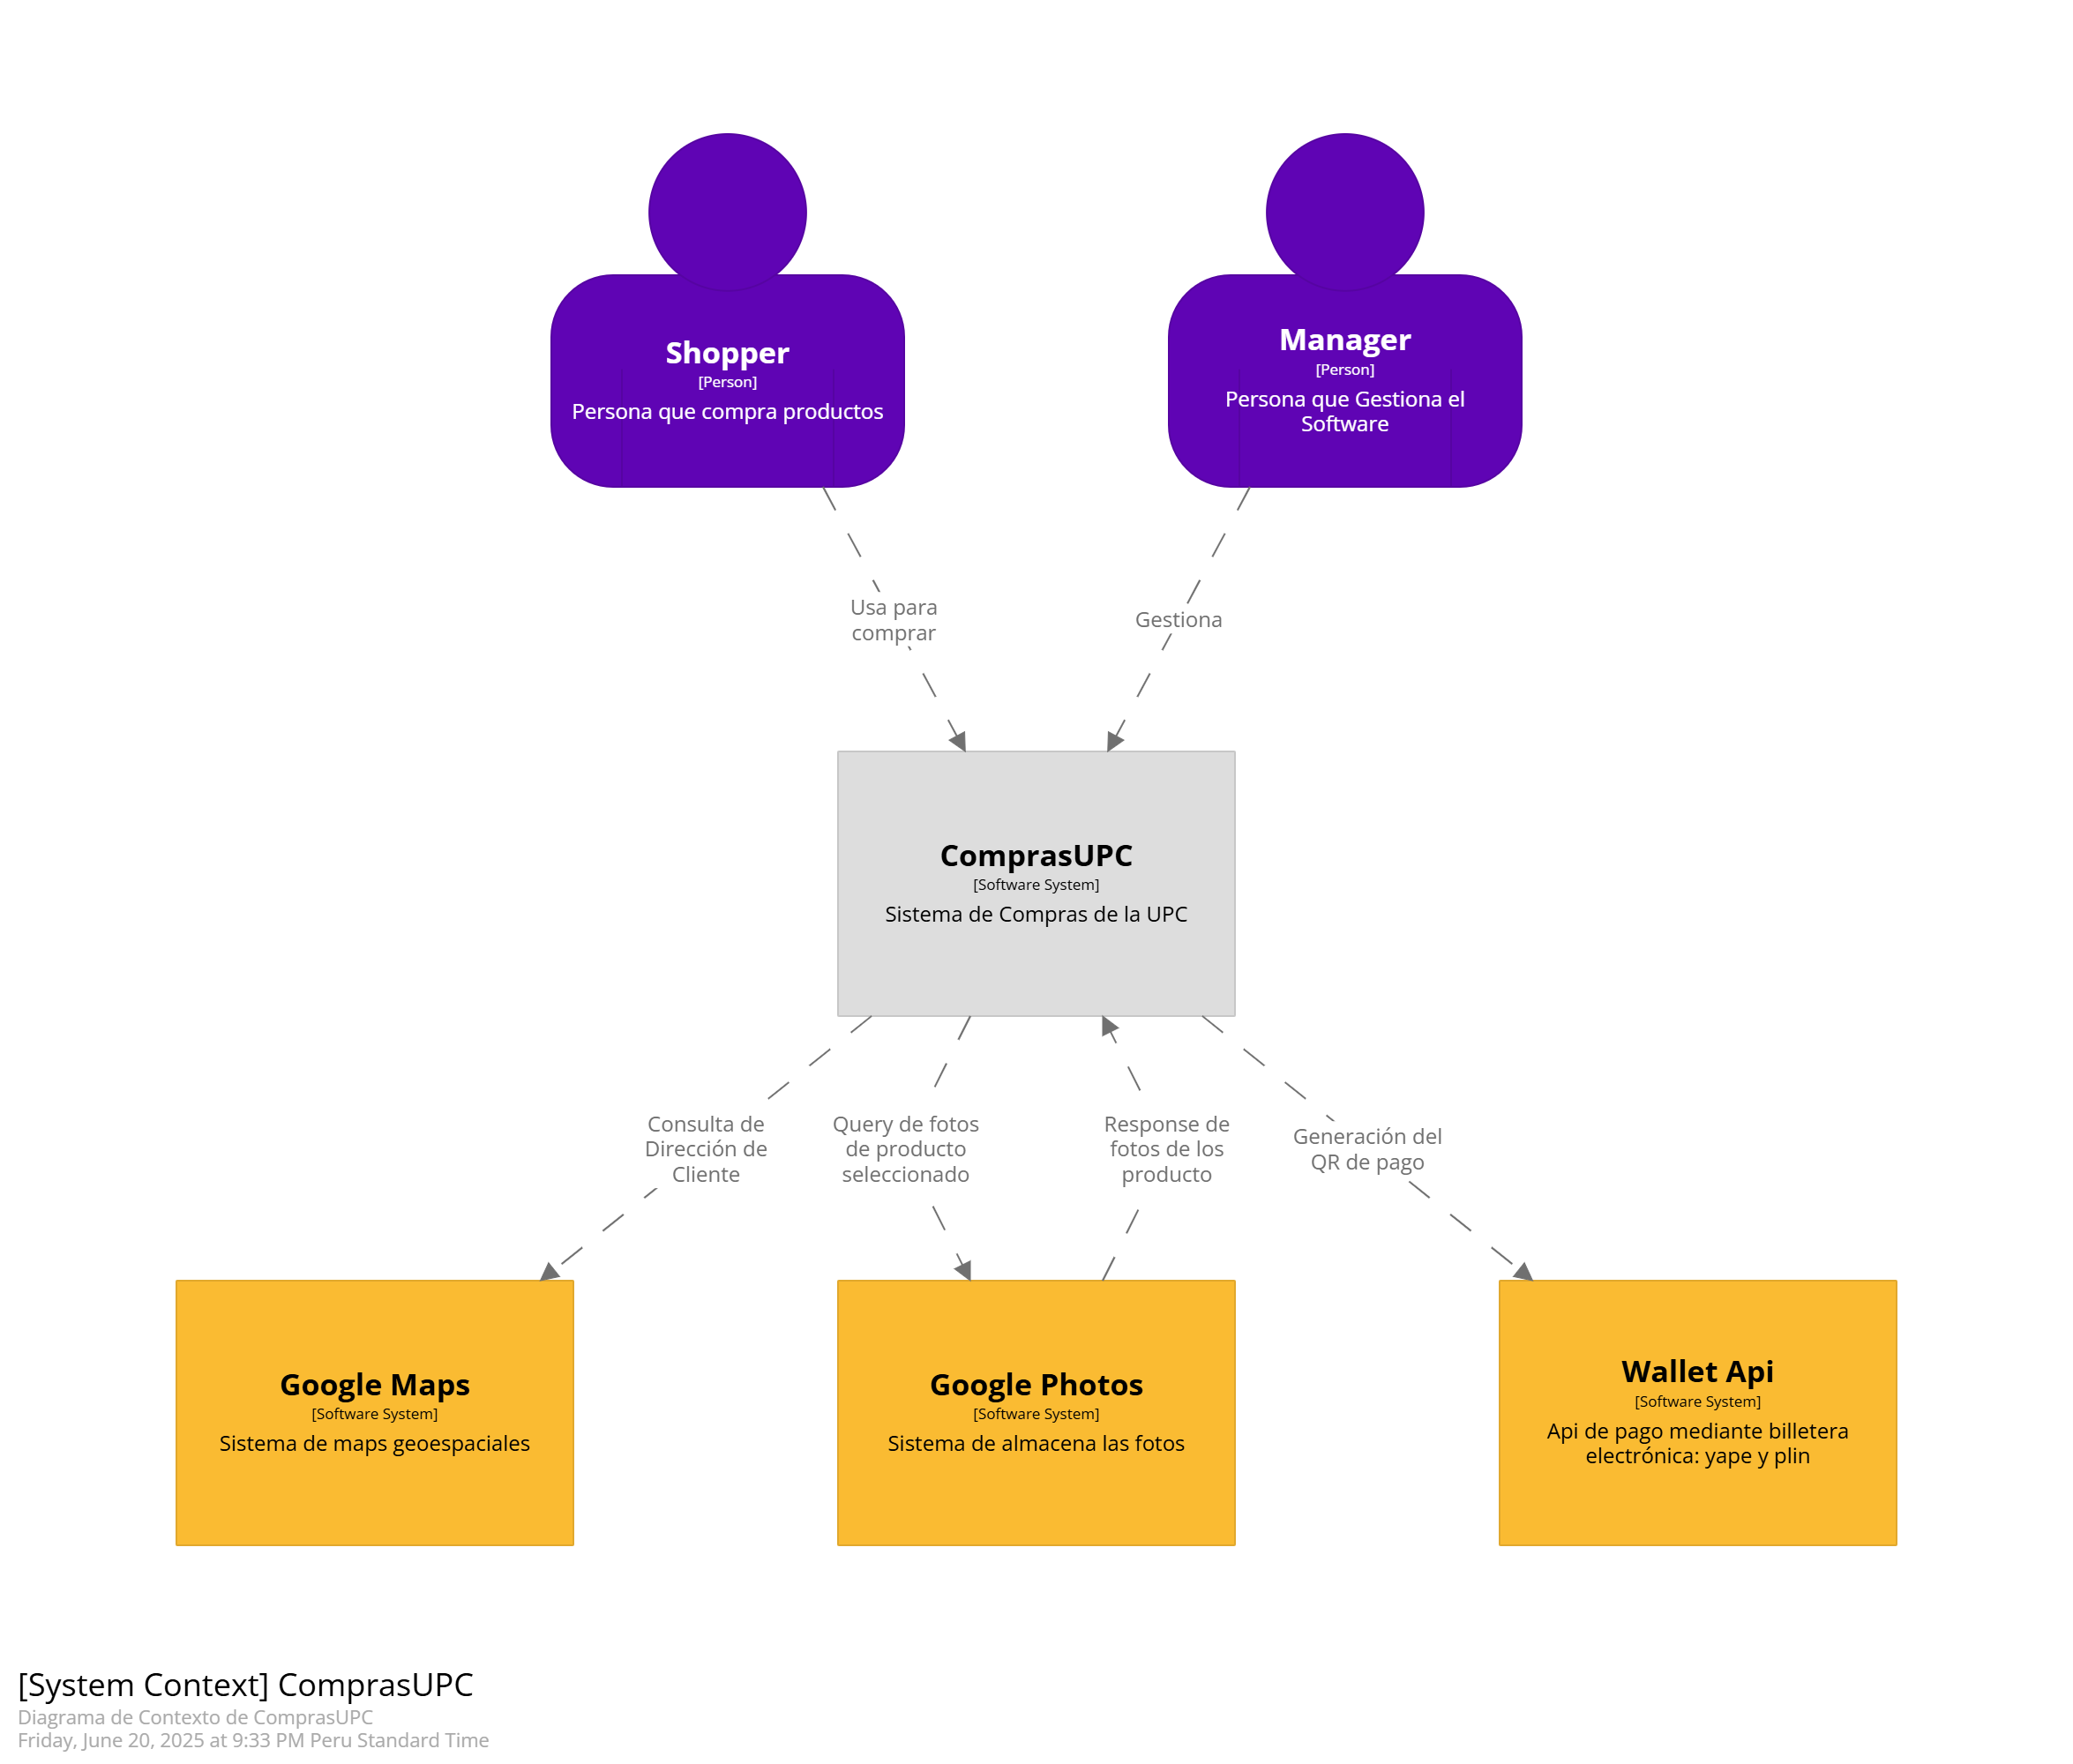 Shopper
[Person]
Persona que compra productos
Manager
[Person]
Persona que Gestiona el
Software
Usa para
comprar
Gestiona
ComprasUPC
[Software System]
Sistema de Compras de la UPC
Consulta de
Dirección de
Cliente
Query de fotos
de producto
seleccionado
Response de
fotos de los
producto
Generación del
QR de pago
Google Maps
[Software System]
Sistema de maps geoespaciales
Google Photos
[Software System]
Sistema de almacena las fotos
Wallet Api
[Software System]
Api de pago mediante billetera
electrónica: yape y plin
[System Context] ComprasUPC
Diagrama de Contexto de ComprasUPC
Friday, June 20, 2025 at 9:33 PM Peru Standard Time